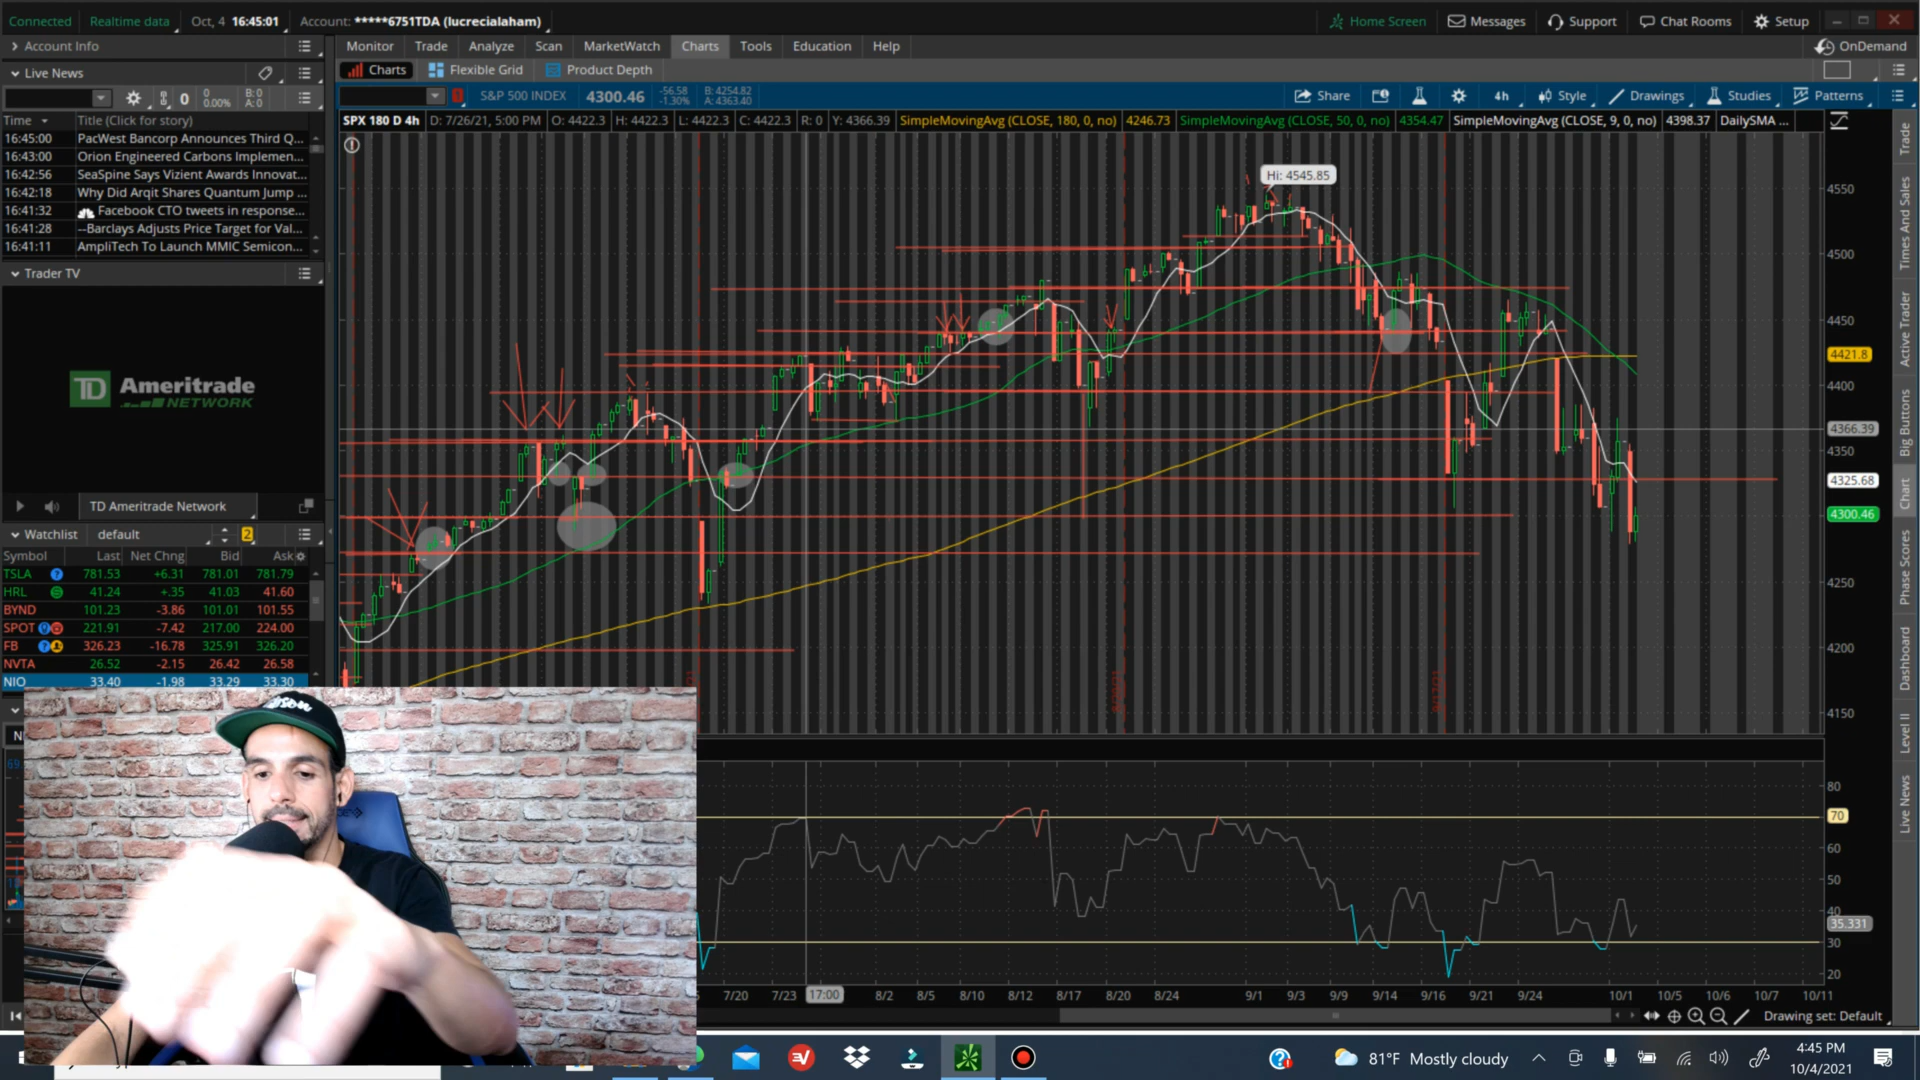 Connected Realtime data Oct, 4 16:45:01 Account: *****6751TDA (lucrecialaham) Home Screen Messages Support Chat Rooms Setup
Account Info Monitor Trade Analyze Scan MarketWatch Charts Tools Education Help OnDemand
Live News Charts Flexible Grid Product Depth
0 0 0.00% B: 0 A: 0 S&P 500 INDEX 4300.46 -56.58 -1.30% B: 4254.82 A: 4363.40 Share 4h Style Drawings Studies Patterns
Time Title (Click for story)
SPX 180 D 4h D: 7/26/21, 5:00 PM O: 4422.3 H: 4422.3 L: 4422.3 C: 4422.3 R: 0 Y: 4366.39 SimpleMovingAvg (CLOSE, 180, 0, no) 4246.73 SimpleMovingAvg (CLOSE, 50, 0, no) 4354.47 SimpleMovingAvg (CLOSE, 9, 0, no) 4398.37 DailySMA ...
16:45:00 PacWest Bancorp Announces Third Q...
16:43:00 Orion Engineered Carbons Implemen...
16:42:56 SeaSpine Says Vizient Awards Innovat...
16:42:18 Why Did Arqit Shares Quantum Jump ...
16:41:32 Facebook CTO tweets in response...
16:41:28 --Barclays Adjusts Price Target for Val...
16:41:11 AmpliTech To Launch MMIC Semicon...
Trader TV
TD Ameritrade
NETWORK
TD Ameritrade Network
Watchlist default 2
Symbol Last Net Chng Bid Ask
TSLA 781.53 +6.31 781.01 781.79
HRL 41.24 +.35 41.03 41.60
BYND 101.23 -3.86 101.01 101.55
SPOT 221.91 -7.42 217.00 224.00
FB 326.23 -16.78 325.91 326.20
NVTA 26.52 -2.15 26.42 26.58
NIO 33.40 -1.98 33.29 33.30
Hi: 4545.85
4550
4500
4450
4421.8
4400
4366.39
4350
4325.68
4300.46
4250
4200
4150
80
70
60
50
40
35.331
30
20
7/20 7/23 17:00 8/2 8/5 8/10 8/12 8/17 8/20 8/24 9/1 9/3 9/9 9/14 9/16 9/21 9/24 10/1 10/5 10/6 10/7 10/11
Drawing set: Default
Trade
Times And Sales
Active Trader
Big Buttons
Chart
Phase Scores
Dashboard
Level II
Live News
81°F Mostly cloudy
4:45 PM
10/4/2021